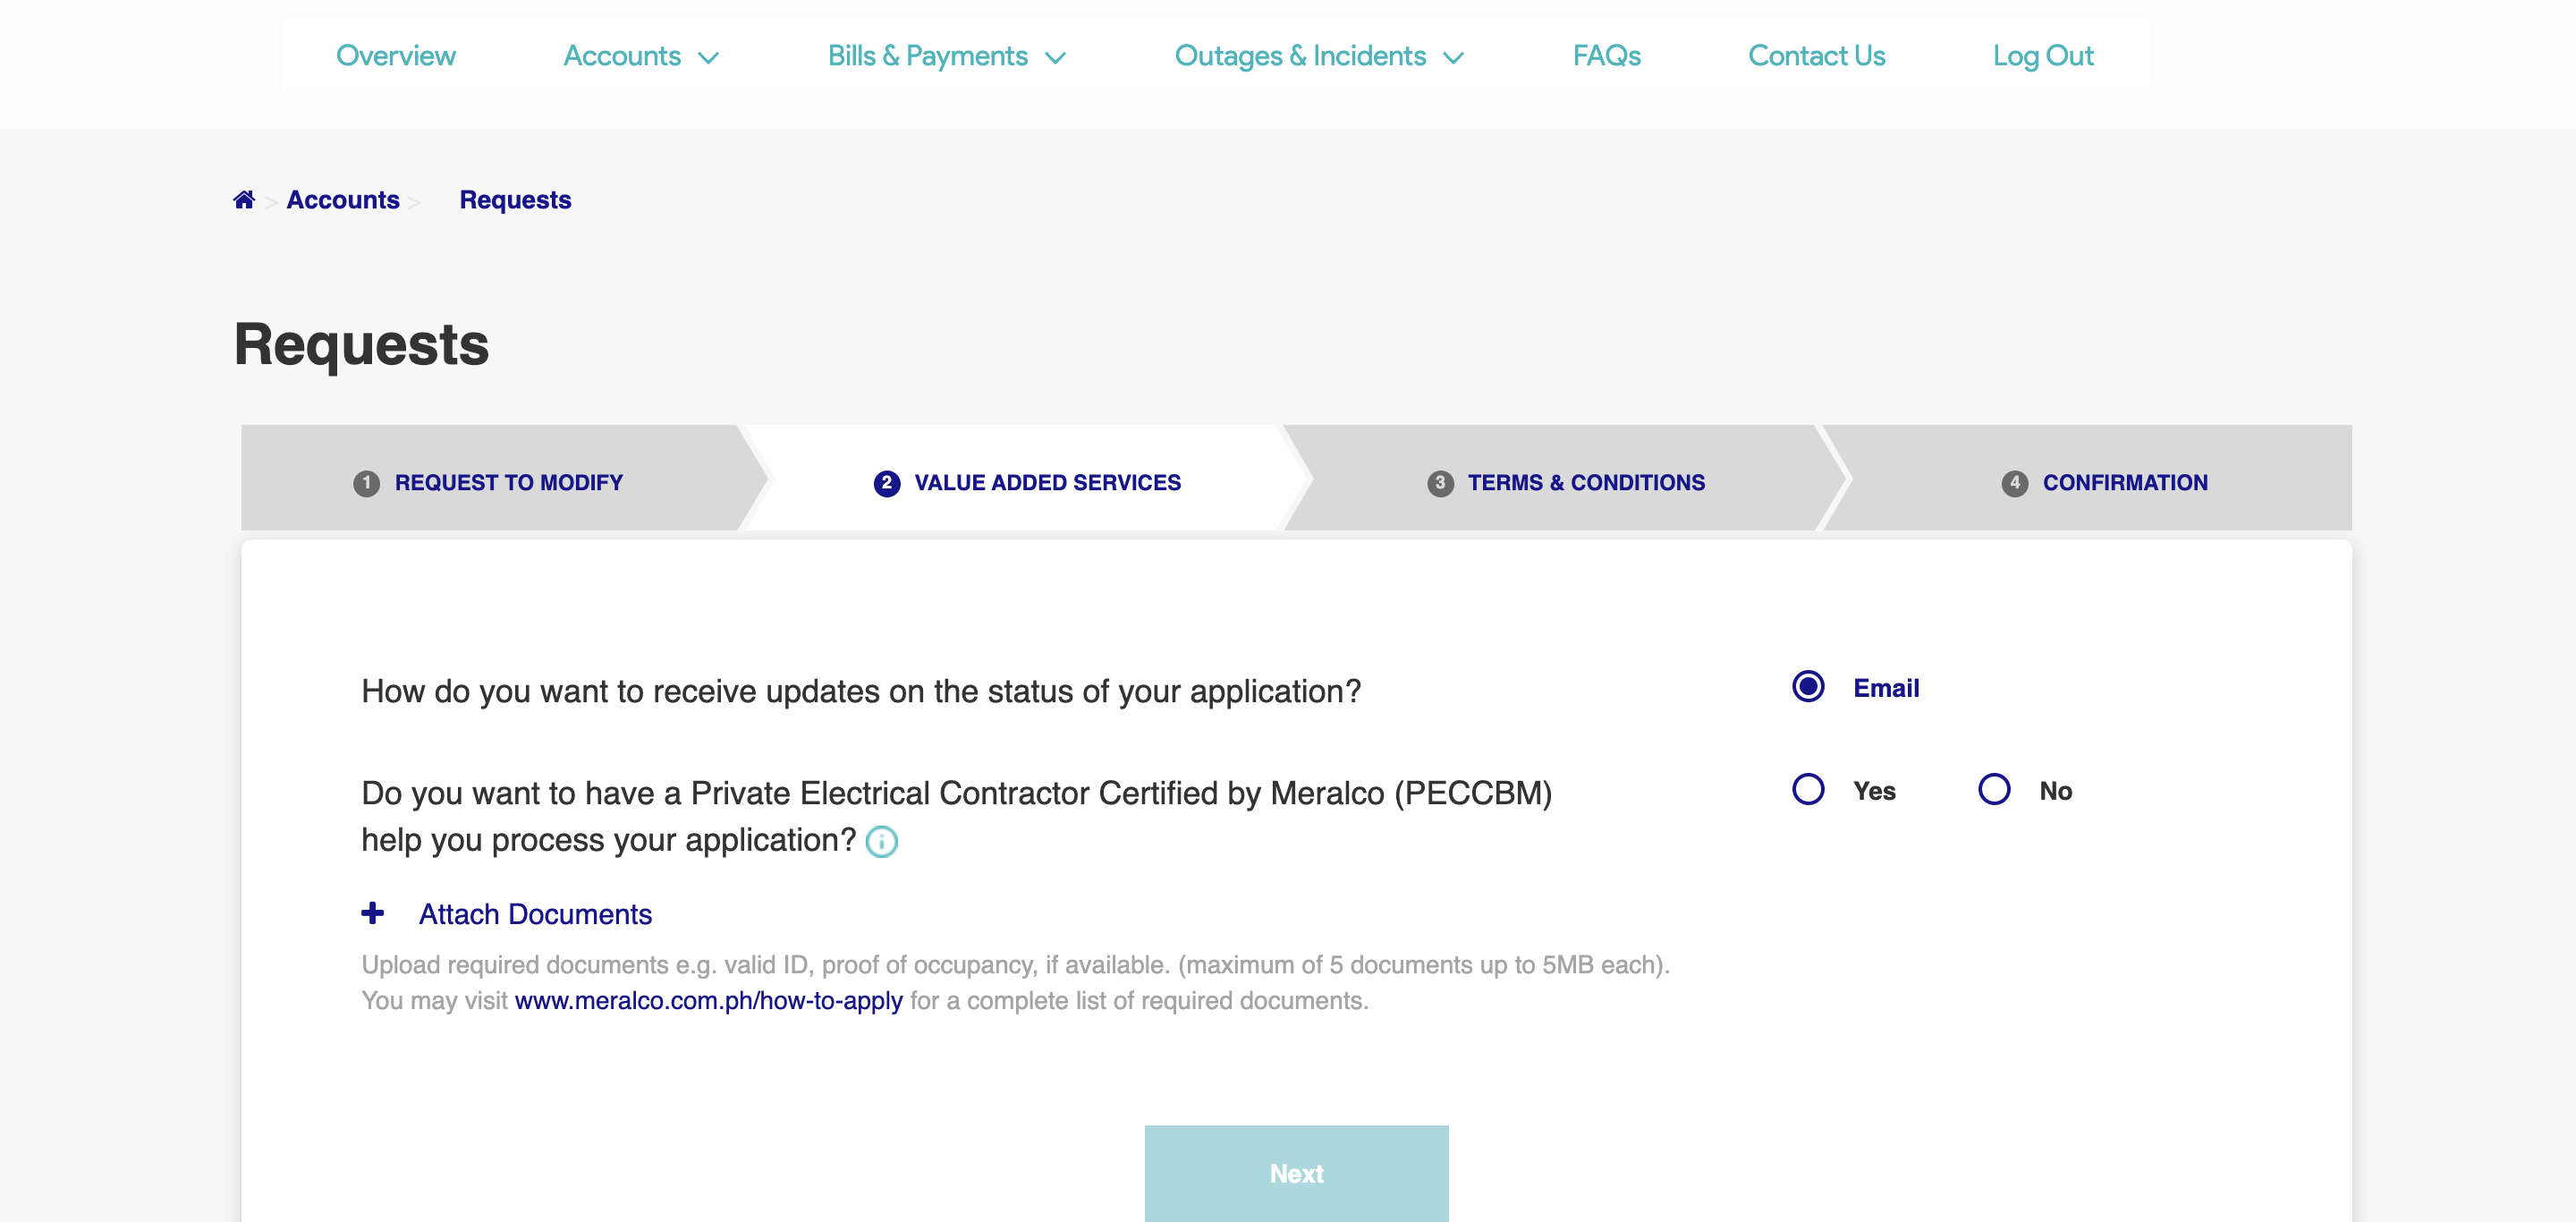 Overview Accounts Bills & Payments Outages & Incidents FAQs Contact Us Log Out
> Accounts > Requests
Requests
1 REQUEST TO MODIFY 2 VALUE ADDED SERVICES 3 TERMS & CONDITIONS 4 CONFIRMATION
How do you want to receive updates on the status of your application? Email
Do you want to have a Private Electrical Contractor Certified by Meralco (PECCBM) Yes No
help you process your application? i
+ Attach Documents
Upload required documents e.g. valid ID, proof of occupancy, if available. (maximum of 5 documents up to 5MB each).
You may visit www.meralco.com.ph/how-to-apply for a complete list of required documents.
Next